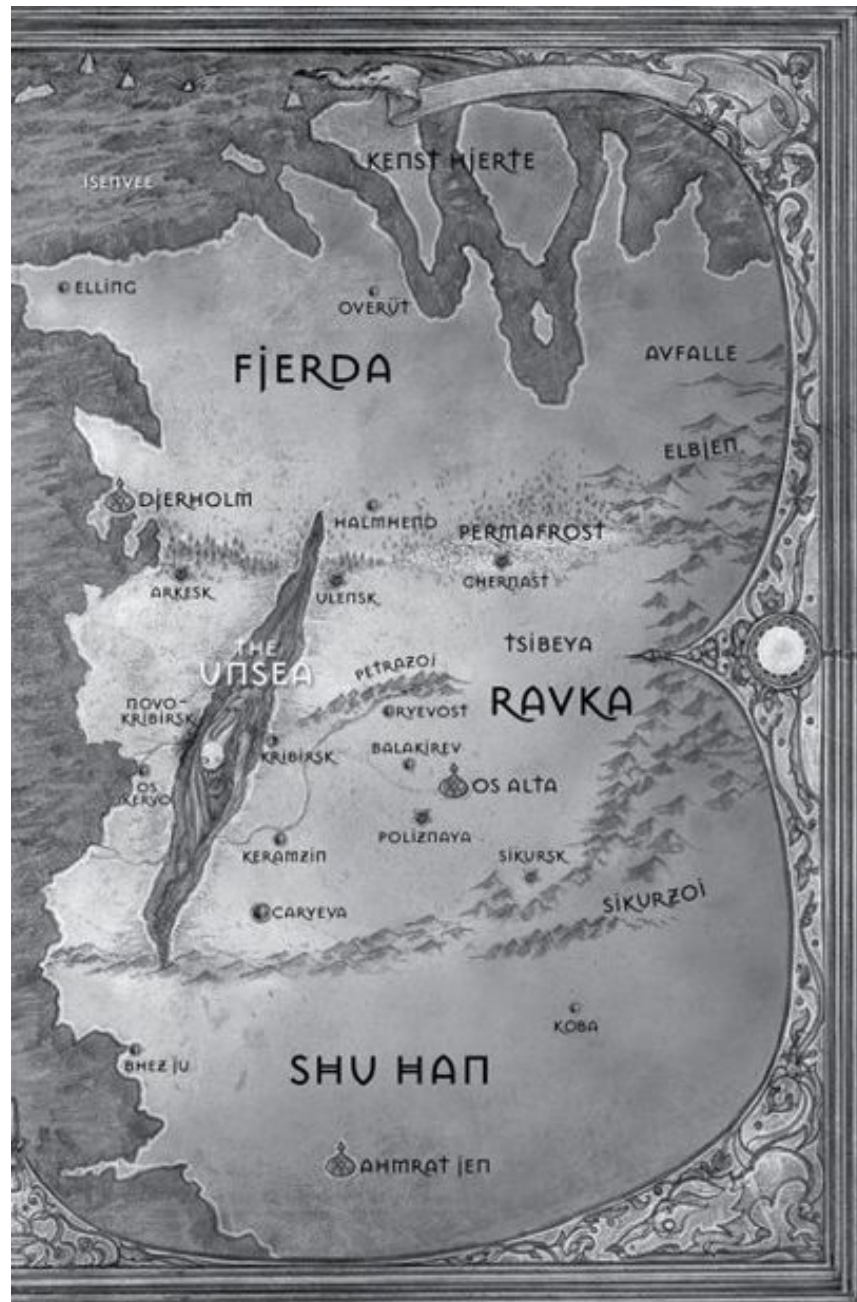 KENST HJERTE
ISENVEE
ELLING
OVERÜT
FJERDA
AVFALLE
ELBJEN
DJERHOLM
HALMHEND
PERMAFROST
CHERNAST
ARKESK
ULENSK
THE
UNSEA
TSIBEYA
PETRAZOI
RAVKA
NOVO-
KRIBIRSK
RYEVOST
KRIBIRSK
BALAKIREV
OS
KERVO
OS ALTA
POLIZNAYA
KERAMZIN
SIKURSK
CARYEVA
SIKURZOI
KOBA
BHEZ JU
SHU HAN
AHMRAT JEN